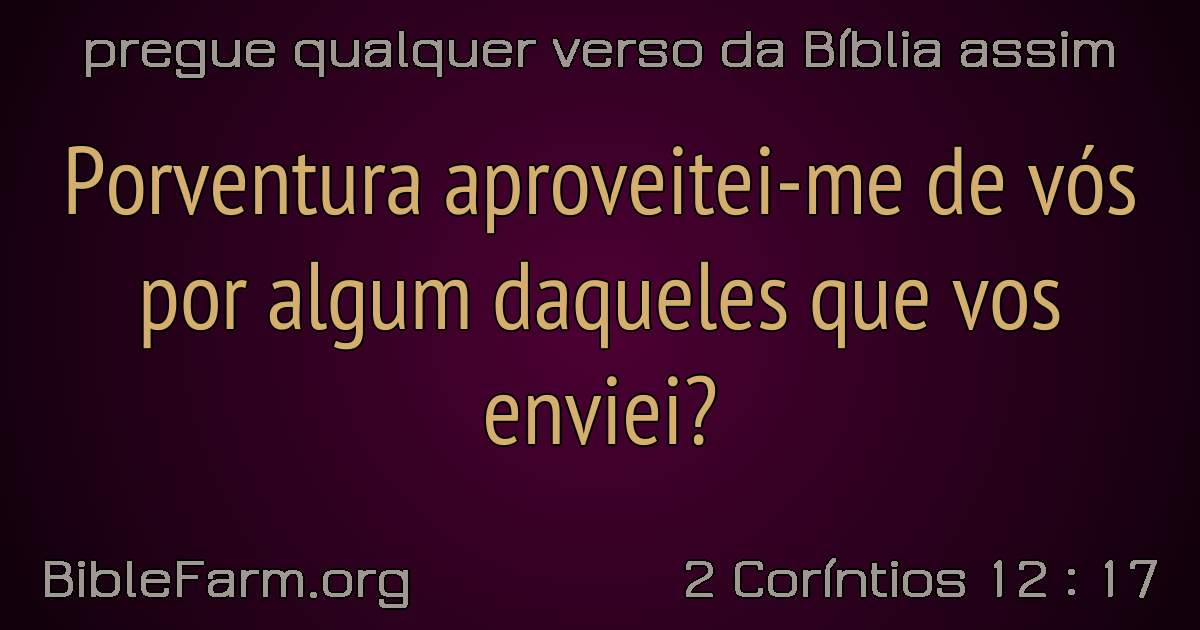 pregue qualquer verso da Bíblia assim
Porventura aproveitei-me de vós
por algum daqueles que vos
enviei?
BibleFarm.org
2 Coríntios 12 : 17